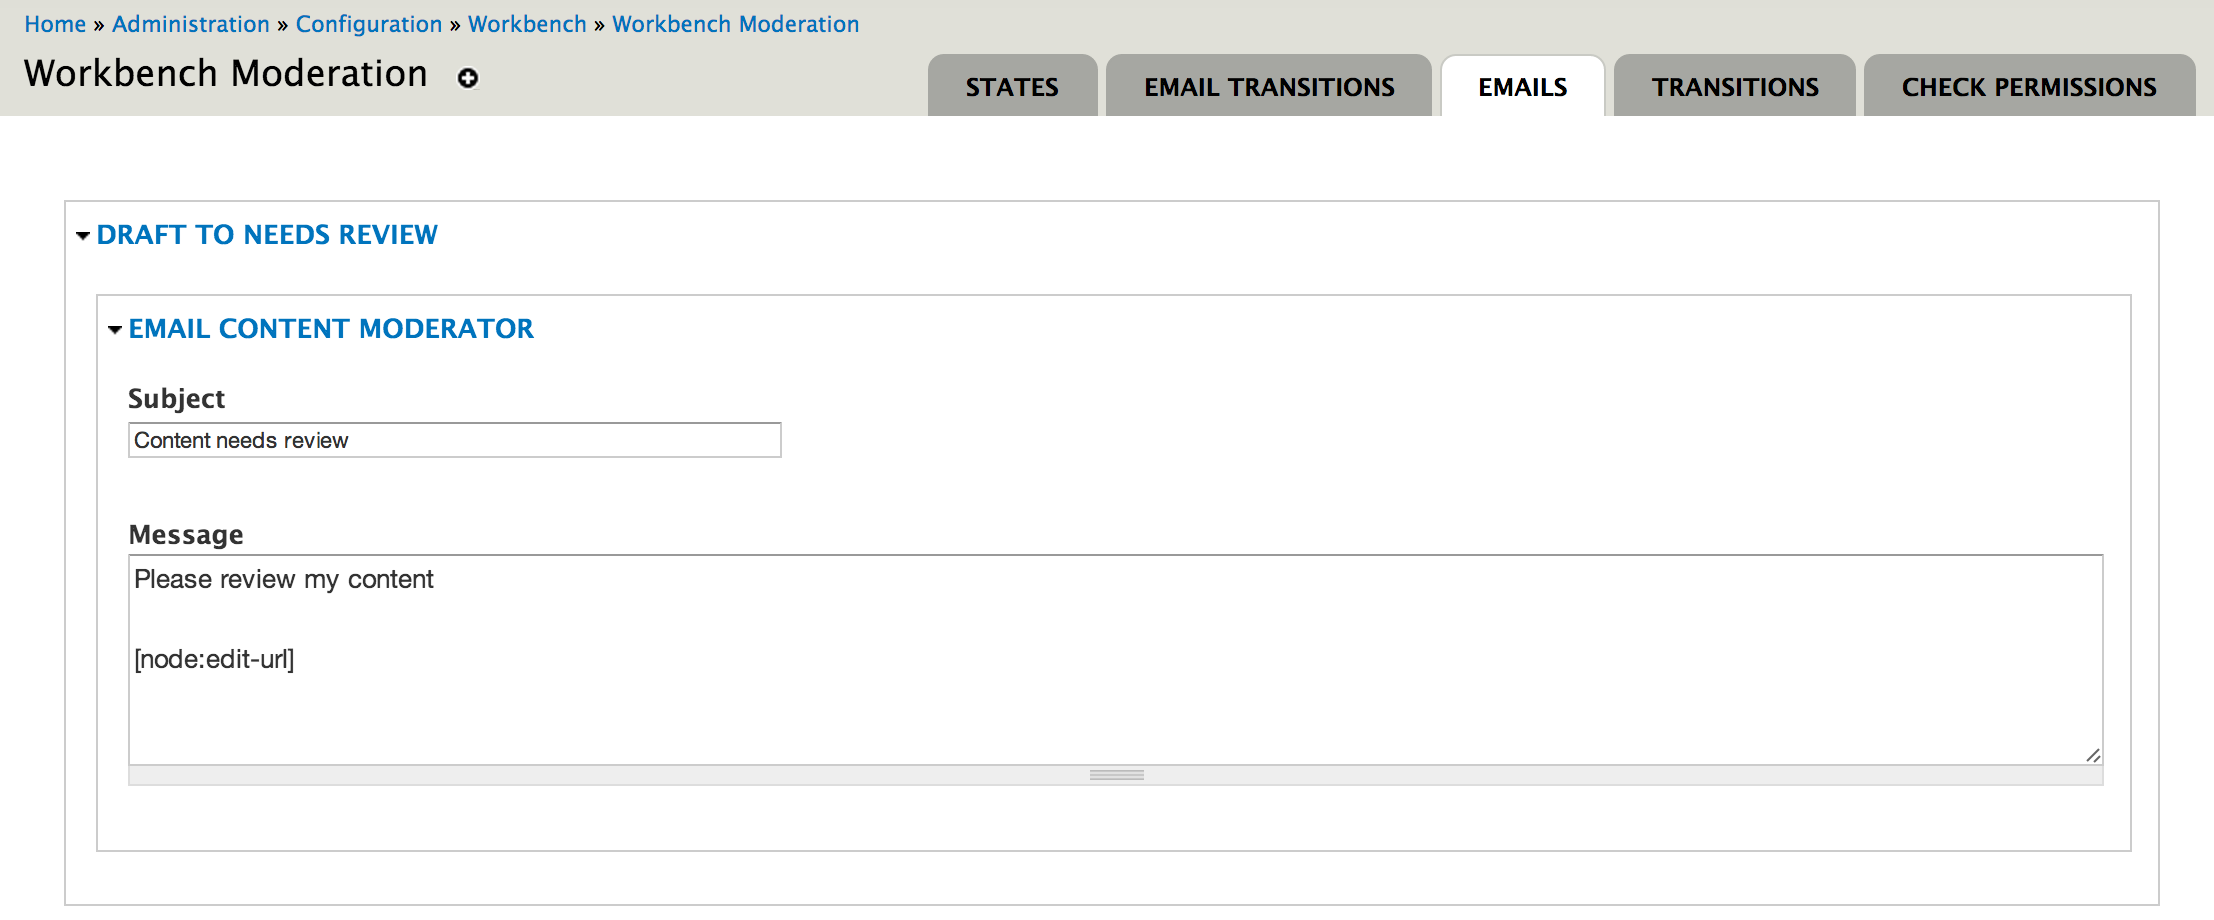 Home » Administration » Configuration » Workbench » Workbench Moderation
Workbench Moderation
STATES
EMAIL TRANSITIONS
EMAILS
TRANSITIONS
CHECK PERMISSIONS
DRAFT TO NEEDS REVIEW
EMAIL CONTENT MODERATOR
Subject
Content needs review
Message
Please review my content
[node:edit-url]